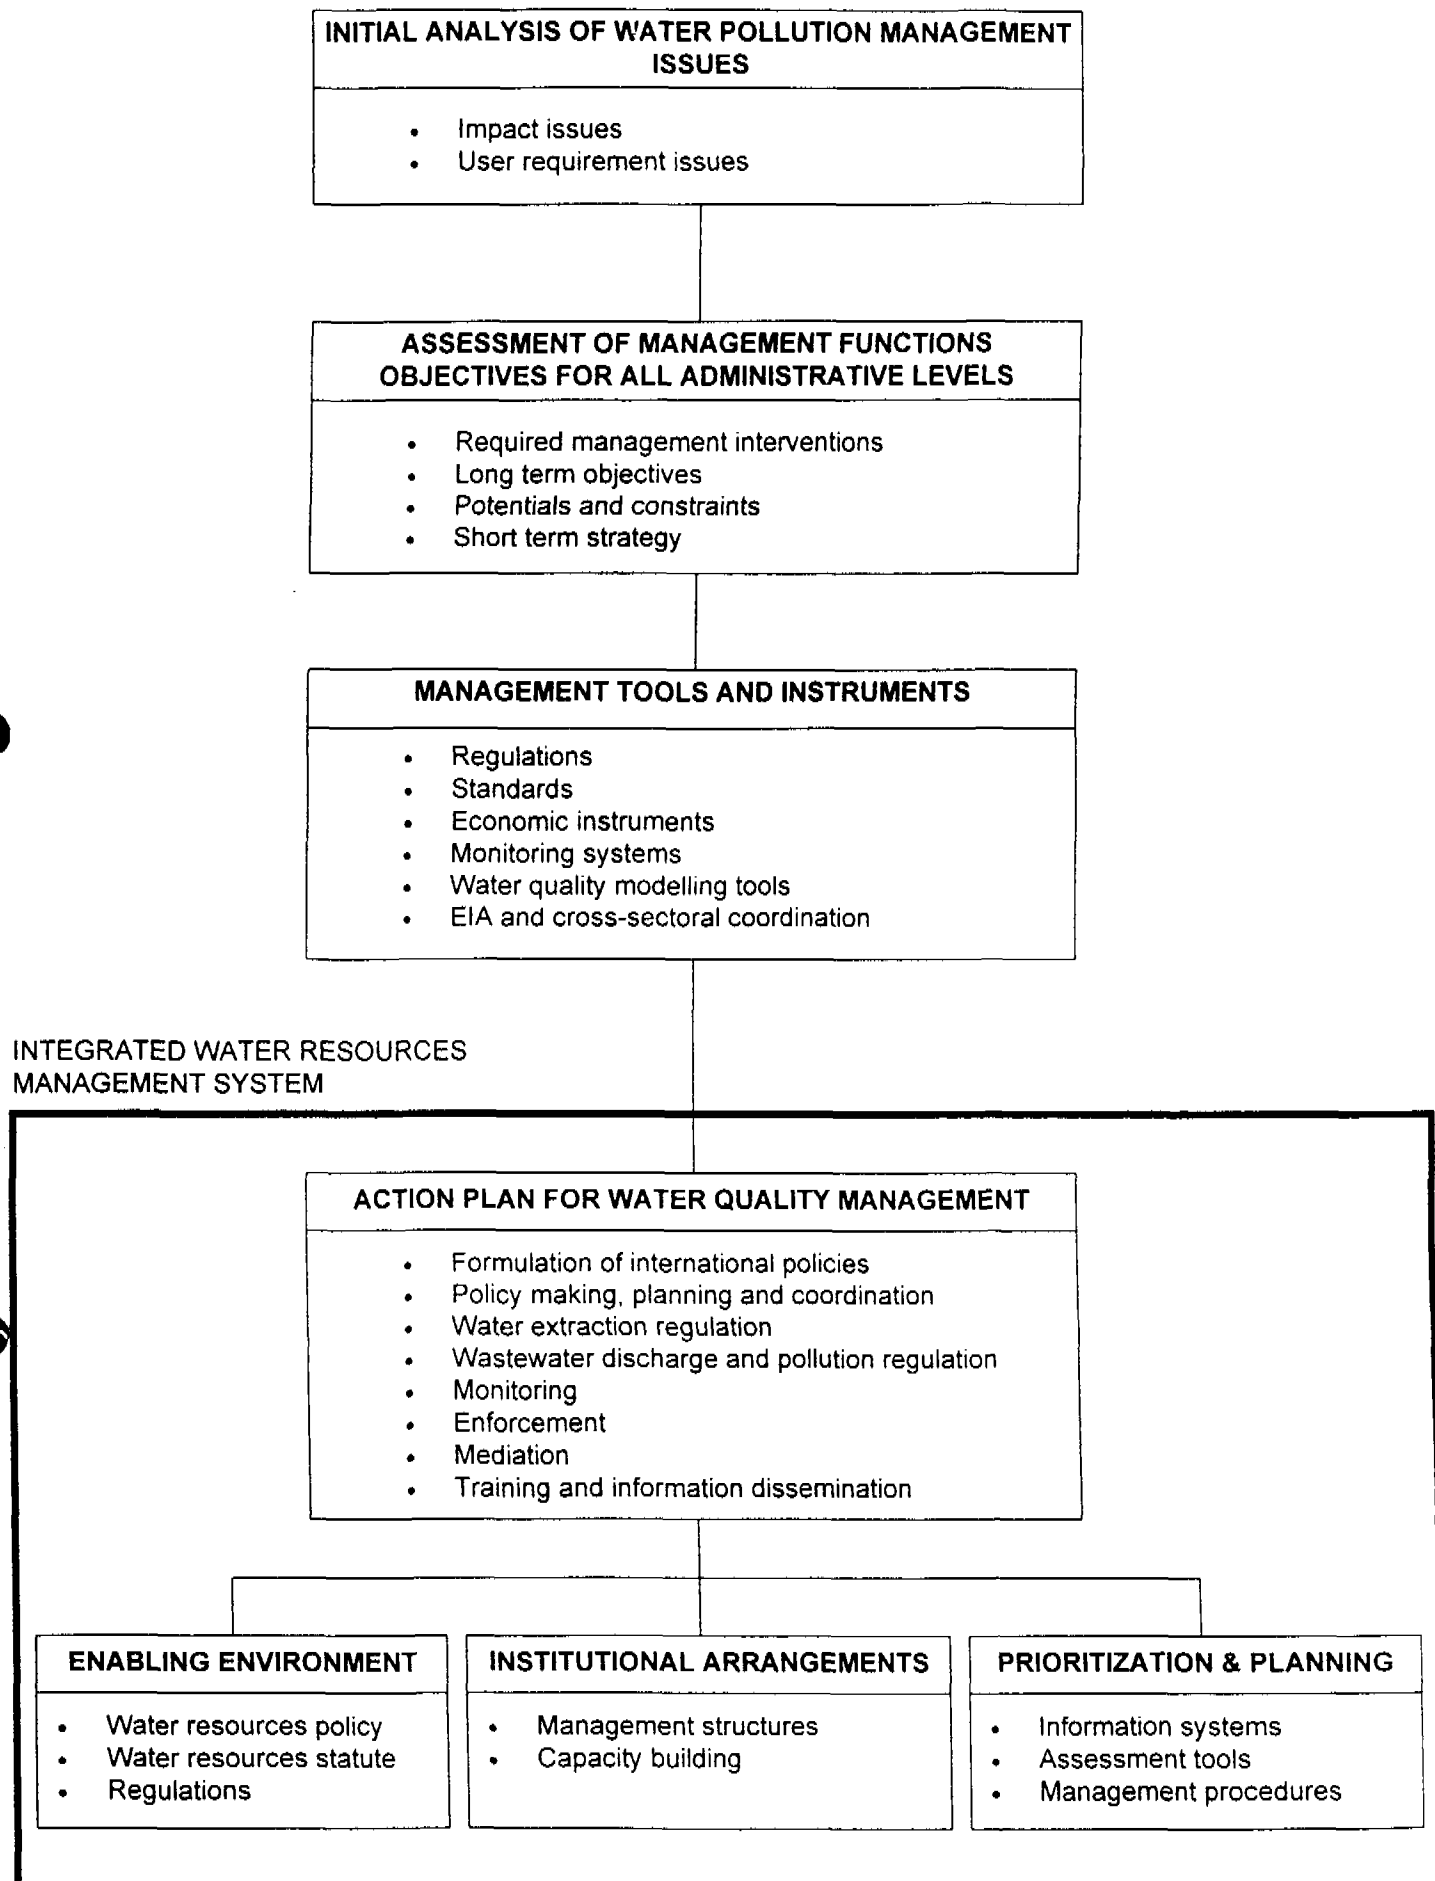 INITIAL ANALYSIS OF WATER POLLUTION MANAGEMENT
ISSUES
• Impact issues
• User requirement issues
ASSESSMENT OF MANAGEMENT FUNCTIONS
OBJECTIVES FOR ALL ADMINISTRATIVE LEVELS
• Required management interventions
• Long term objectives
• Potentials and constraints
• Short term strategy
MANAGEMENT TOOLS AND INSTRUMENTS
• Regulations
• Standards
• Economic instruments
• Monitoring systems
• Water quality modelling tools
• EIA and cross-sectoral coordination
INTEGRATED WATER RESOURCES
MANAGEMENT SYSTEM
ACTION PLAN FOR WATER QUALITY MANAGEMENT
• Formulation of international policies
• Policy making, planning and coordination
• Water extraction regulation
• Wastewater discharge and pollution regulation
• Monitoring
• Enforcement
• Mediation
• Training and information dissemination
ENABLING ENVIRONMENT
• Water resources policy
• Water resources statute
• Regulations
INSTITUTIONAL ARRANGEMENTS
• Management structures
• Capacity building
PRIORITIZATION & PLANNING
• Information systems
• Assessment tools
• Management procedures